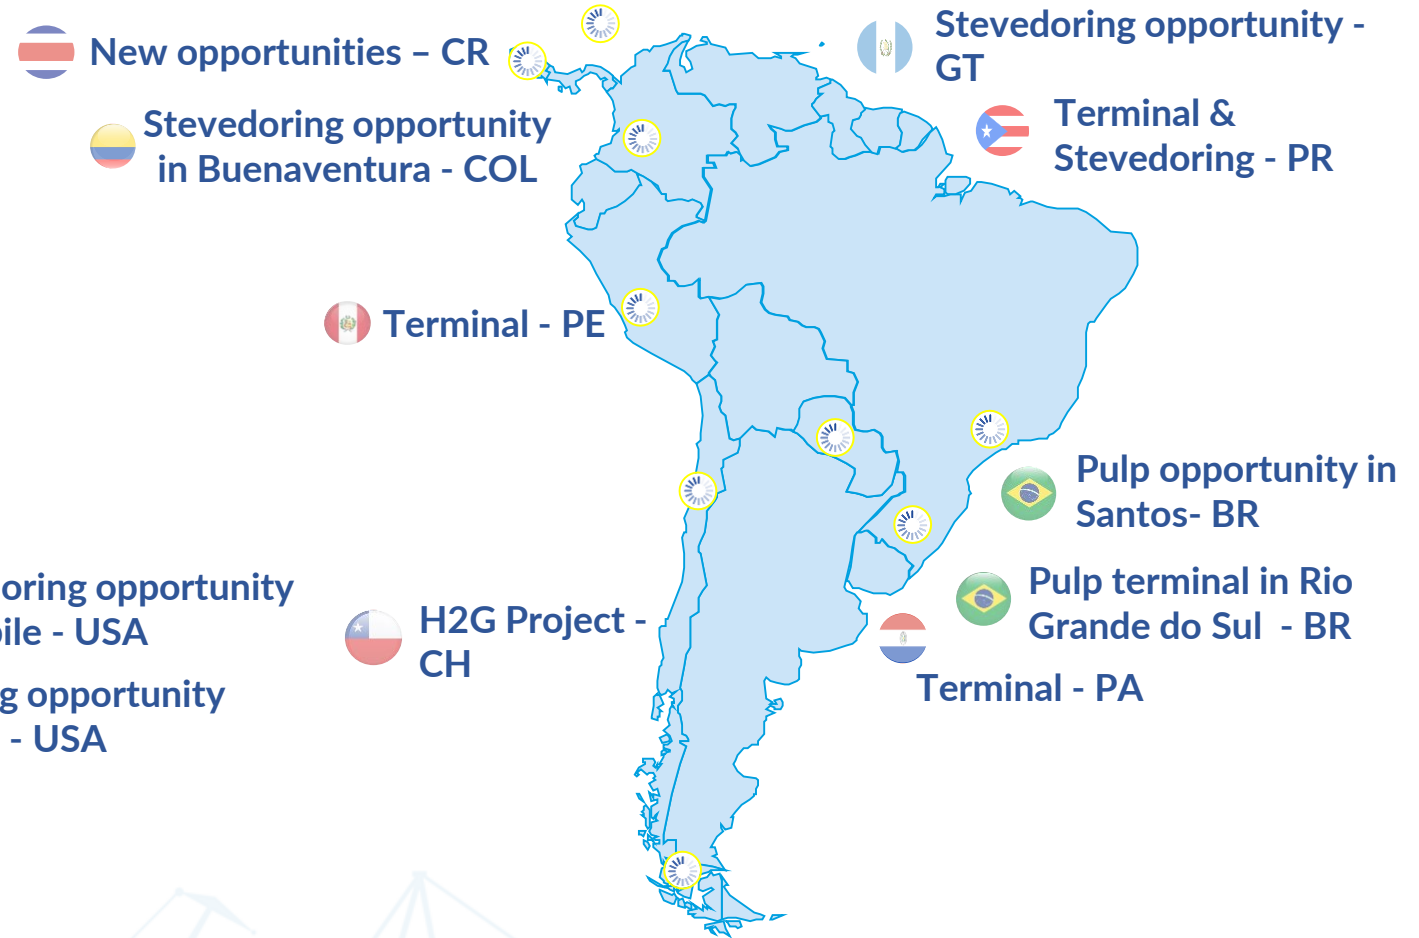 New opportunities – CR
Stevedoring opportunity -
GT
Stevedoring opportunity
in Buenaventura - COL
Terminal &
Stevedoring - PR
Terminal - PE
Pulp opportunity in
Santos- BR
Pulp terminal in Rio
Grande do Sul - BR
Terminal - PA
H2G Project -
CH
opportunity
- USA
opportunity
- USA